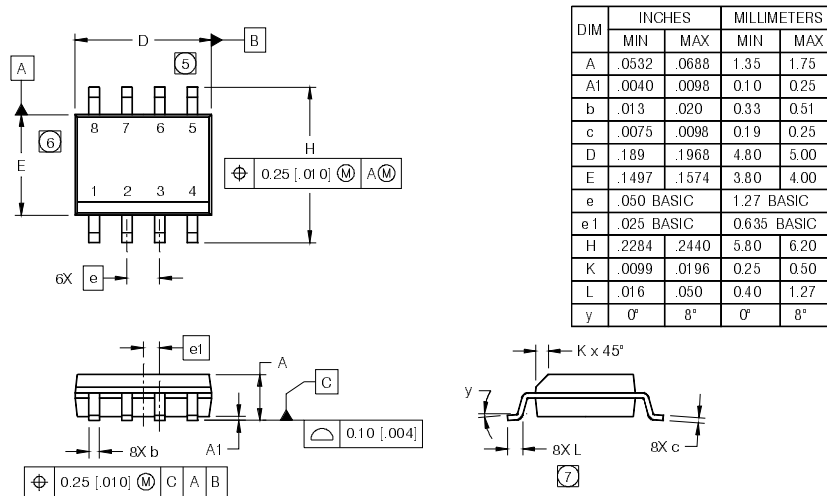 D
B
5
A
8 7 6 5
6
H
E
0.25 [.010] M A M
1 2 3 4
6X e
e1
A
C
A1
0.10 [.004]
8X b
0.25 [.010] M C A B
DIM INCHES MILLIMETERS
MIN MAX MIN MAX
A .0532 .0688 1.35 1.75
A1 .0040 .0098 0.10 0.25
b .013 .020 0.33 0.51
c .0075 .0098 0.19 0.25
D .189 .1968 4.80 5.00
E .1497 .1574 3.80 4.00
e .050 BASIC 1.27 BASIC
e1 .025 BASIC 0.635 BASIC
H .2284 .2440 5.80 6.20
K .0099 .0196 0.25 0.50
L .016 .050 0.40 1.27
y 0° 8° 0° 8°
K x 45°
y
8X L
8X c
7